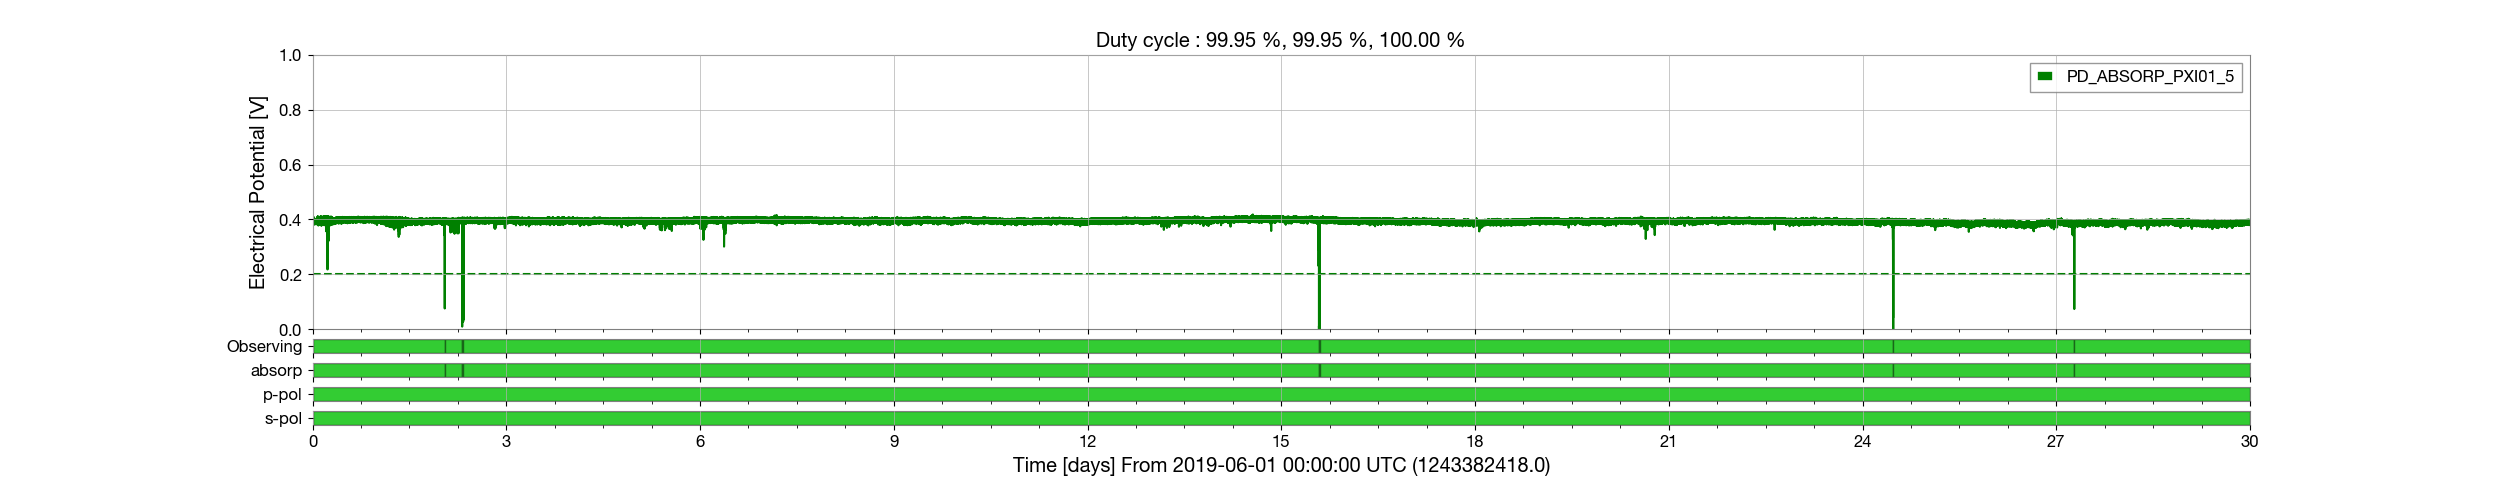 Duty cycle : 99.95 %, 99.95 %, 100.00 %
1.0
0.8
0.6
0.4
0.2
0.0
Electrical Potential [V]
PD_ABSORP_PXI01_5
Observing
absorp
p-pol
s-pol
0 3 6 9 12 15 18 21 24 27 30
Time [days] From 2019-06-01 00:00:00 UTC (1243382418.0)